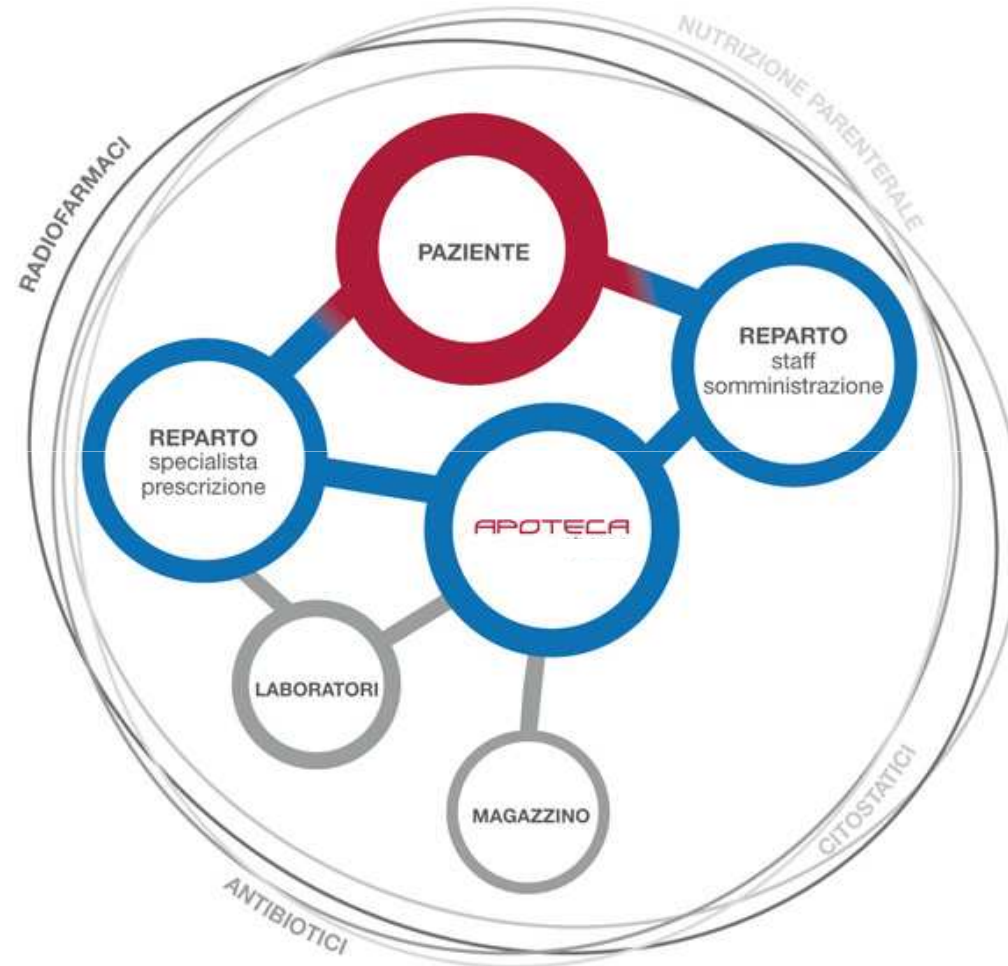 NUTRIZIONE PARENTERALE
RADIOFARMACI
PAZIENTE
REPARTO
staff
somministrazione
REPARTO
specialista
prescrizione
APOTECA
LABORATORI
MAGAZZINO
CITOSTATICI
ANTIBIOTICI